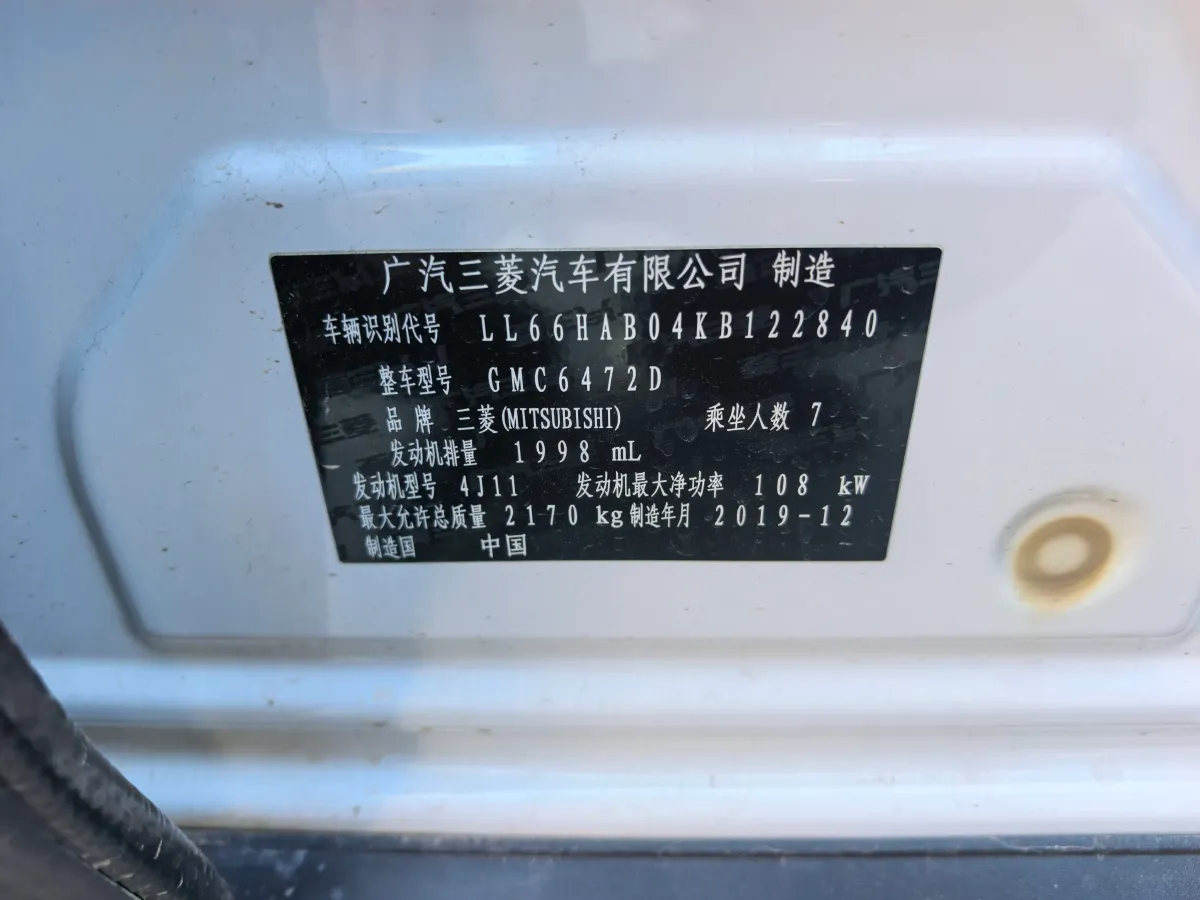 广汽三菱汽车有限公司 制造
车辆识别代号 LL66HAB04KB122840
整车型号 GMC6472D
品牌 三菱(MITSUBISHI) 乘坐人数 7
发动机排量 1998 mL
发动机型号 4J11 发动机最大净功率 108 kW
最大允许总质量 2170 kg 制造年月 2019-12
制造国 中国